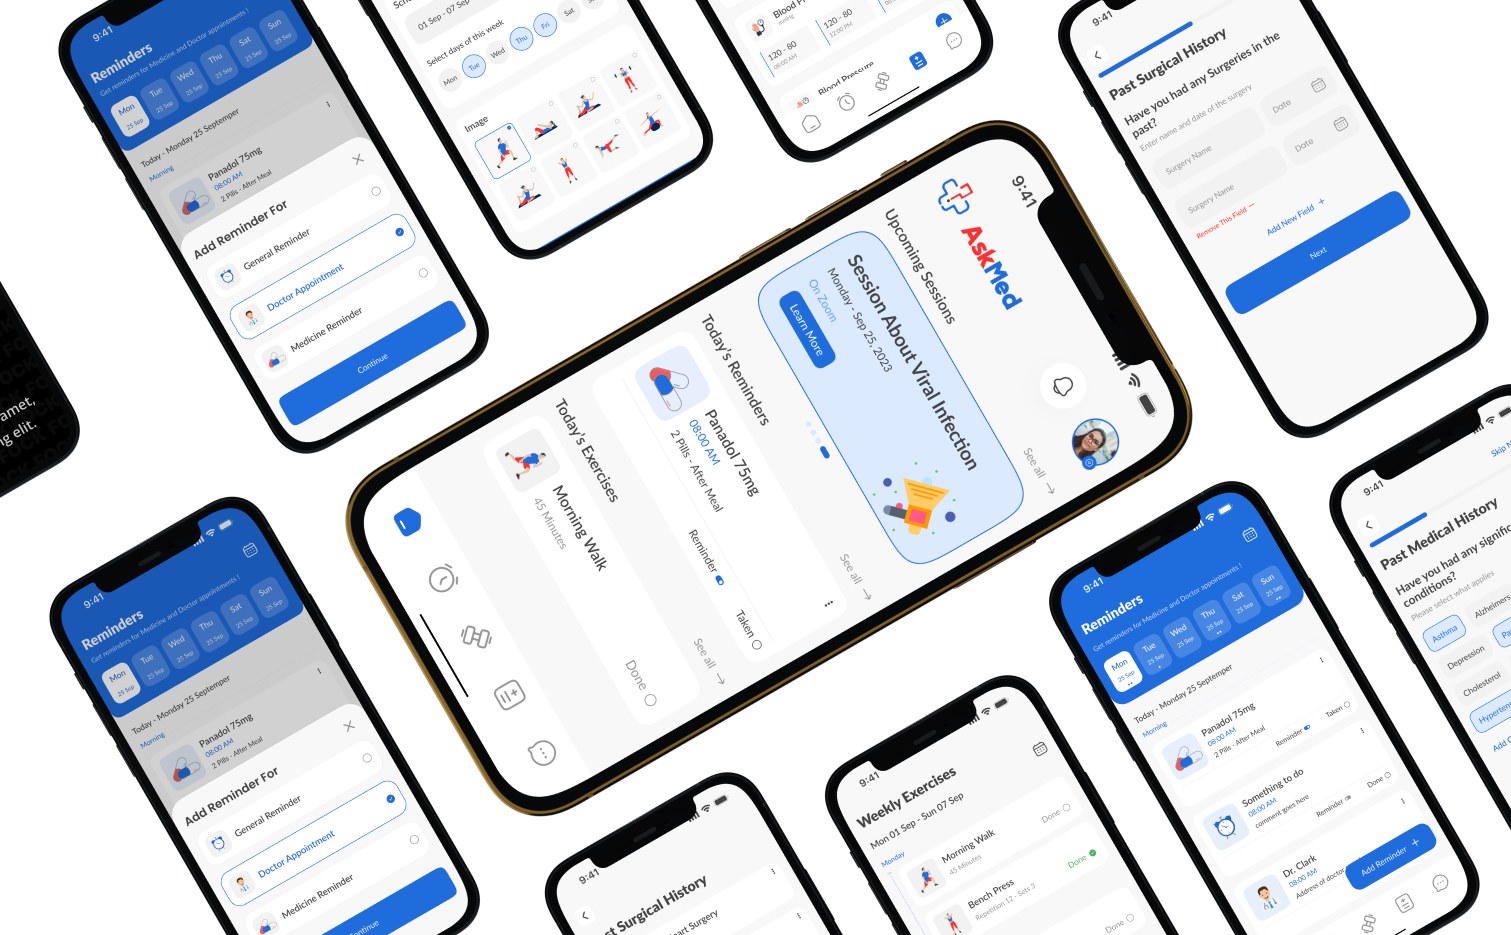 9:41
Reminders
Get reminders for Medicine and Doctor appointments !
Mon
25 Sep
Tue
25 Sep
Wed
25 Sep
Thu
25 Sep
Sat
25 Sep
Sun
25 Sep
Today - Monday 25 Septemper
Morning
Panadol 75mg
08:00 AM
2 Pills - After Meal
Add Reminder For
General Reminder
Doctor Appointment
Medicine Reminder
Continue
01 Sep - 07 Sep
Select days of this week
Mon
Tue
Wed
Thu
Fri
Sat
Image
120 - 80
08:00 AM
120 - 80
12:00 PM
Blood Pressure
9:41
Past Surgical History
Have you had any Surgeries in the
past?
Enter name and date of the surgery
Surgery Name
Date
Surgery Name
Date
Remove This Field
Add New Field +
Next
amet,
ng elit.
9:41
AskMed
Upcoming Sessions
See all
Session About Viral Infection
Monday - Sep 25, 2023
On Zoom
Learn More
Today's Reminders
See all
Panadol 75mg
08:00 AM
2 Pills - After Meal
Reminder
Taken
Today's Exercises
See all
Morning Walk
45 Minutes
Done
9:41
Reminders
Get reminders for Medicine and Doctor appointments !
Mon
25 Sep
Tue
25 Sep
Wed
25 Sep
Thu
25 Sep
Sat
25 Sep
Sun
25 Sep
Today - Monday 25 Septemper
Morning
Panadol 75mg
08:00 AM
2 Pills - After Meal
Add Reminder For
General Reminder
Doctor Appointment
Medicine Reminder
Continue
9:41
st Surgical History
eart Surgery
9:41
Weekly Exercises
Mon 01 Sep - Sun 07 Sep
Monday
Morning Walk
45 Minutes
Done
Bench Press
Repetition 12 - Sets 3
Done
Done
9:41
Reminders
Get reminders for Medicine and Doctor appointments !
Mon
25 Sep
Tue
25 Sep
Wed
25 Sep
Thu
25 Sep
Sat
25 Sep
Sun
25 Sep
Today - Monday 25 Septemper
Morning
Panadol 75mg
08:00 AM
2 Pills - After Meal
Reminder
Taken
Something to do
08:00 AM
comment goes here
Reminder
Done
Dr. Clark
08:00 AM
Address of doctor
Add Reminder +
9:41
Skip N
Past Medical History
Have you had any signific
conditions?
Please select what applies
Asthma
Alzheimers
Depression
Pa
Cholesterol
Hypertens
Add C